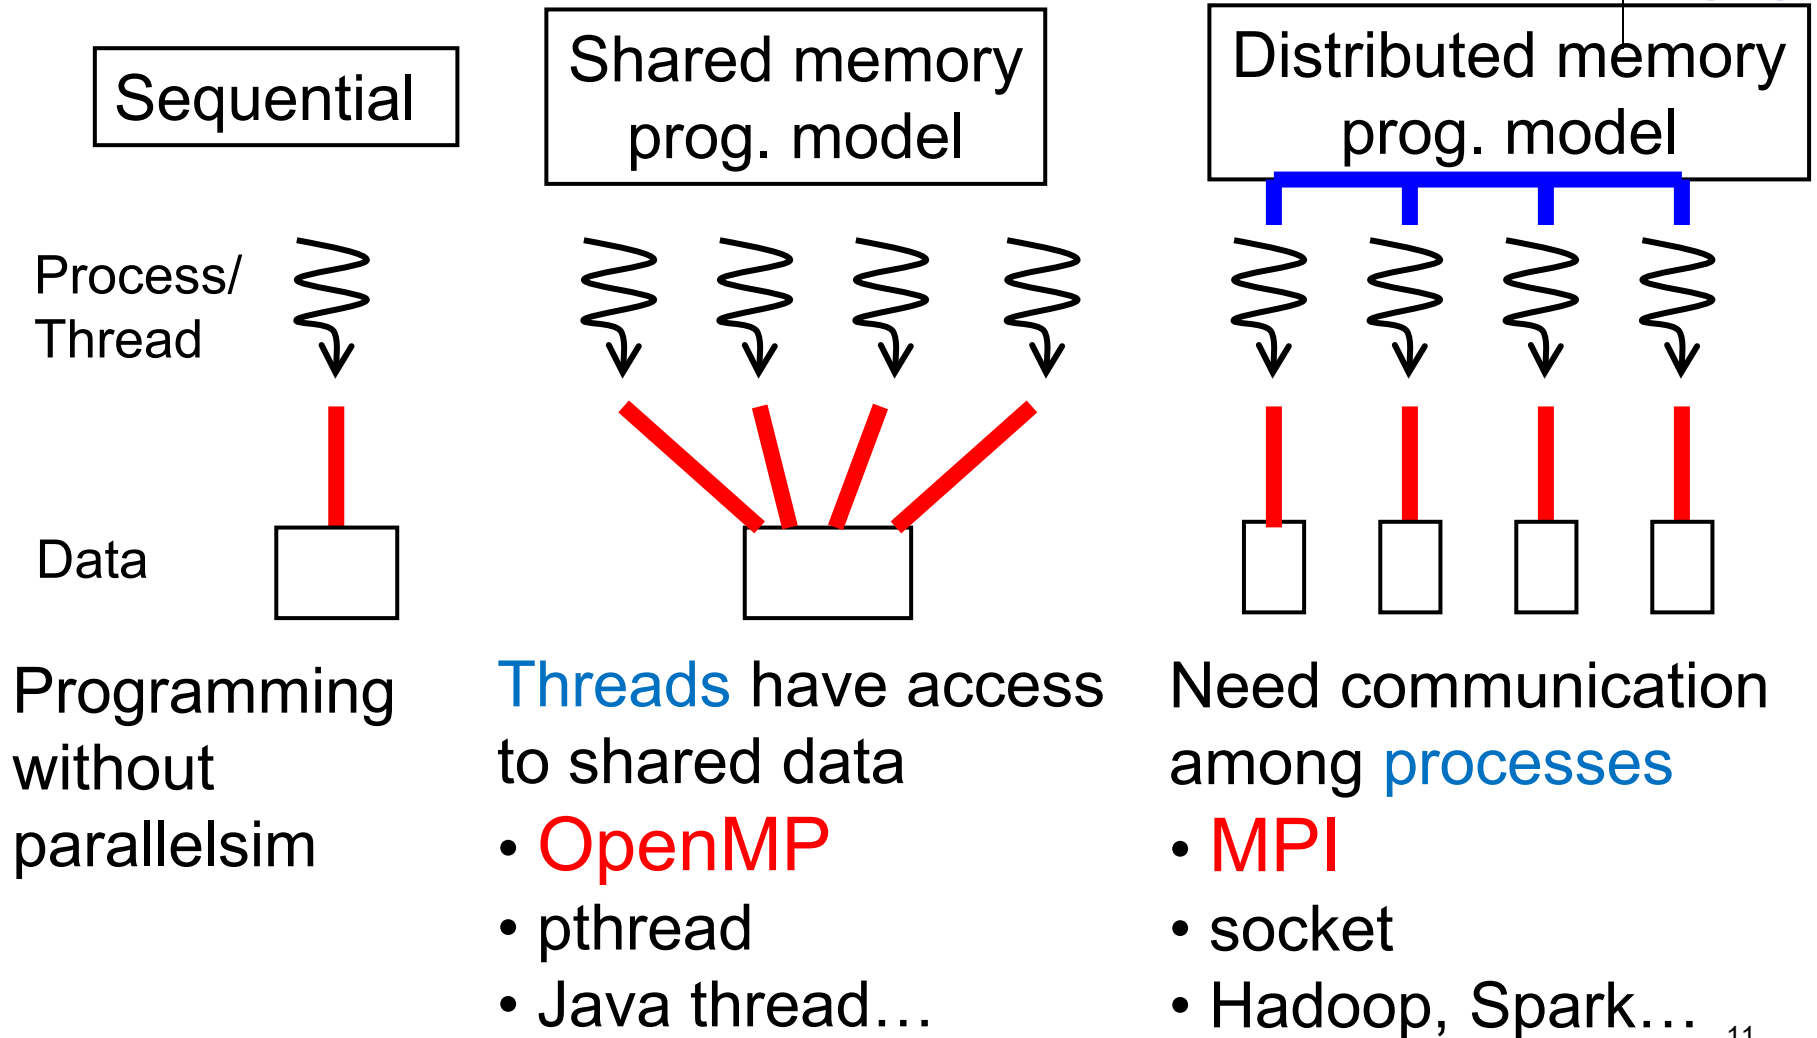 Sequential
Shared memory
prog. model
Distributed memory
prog. model
Process/
Thread
Data
Programming
without
parallelsim
Threads have access
to shared data
• OpenMP
• pthread
• Java thread…
Need communication
among processes
• MPI
• socket
• Hadoop, Spark…
11